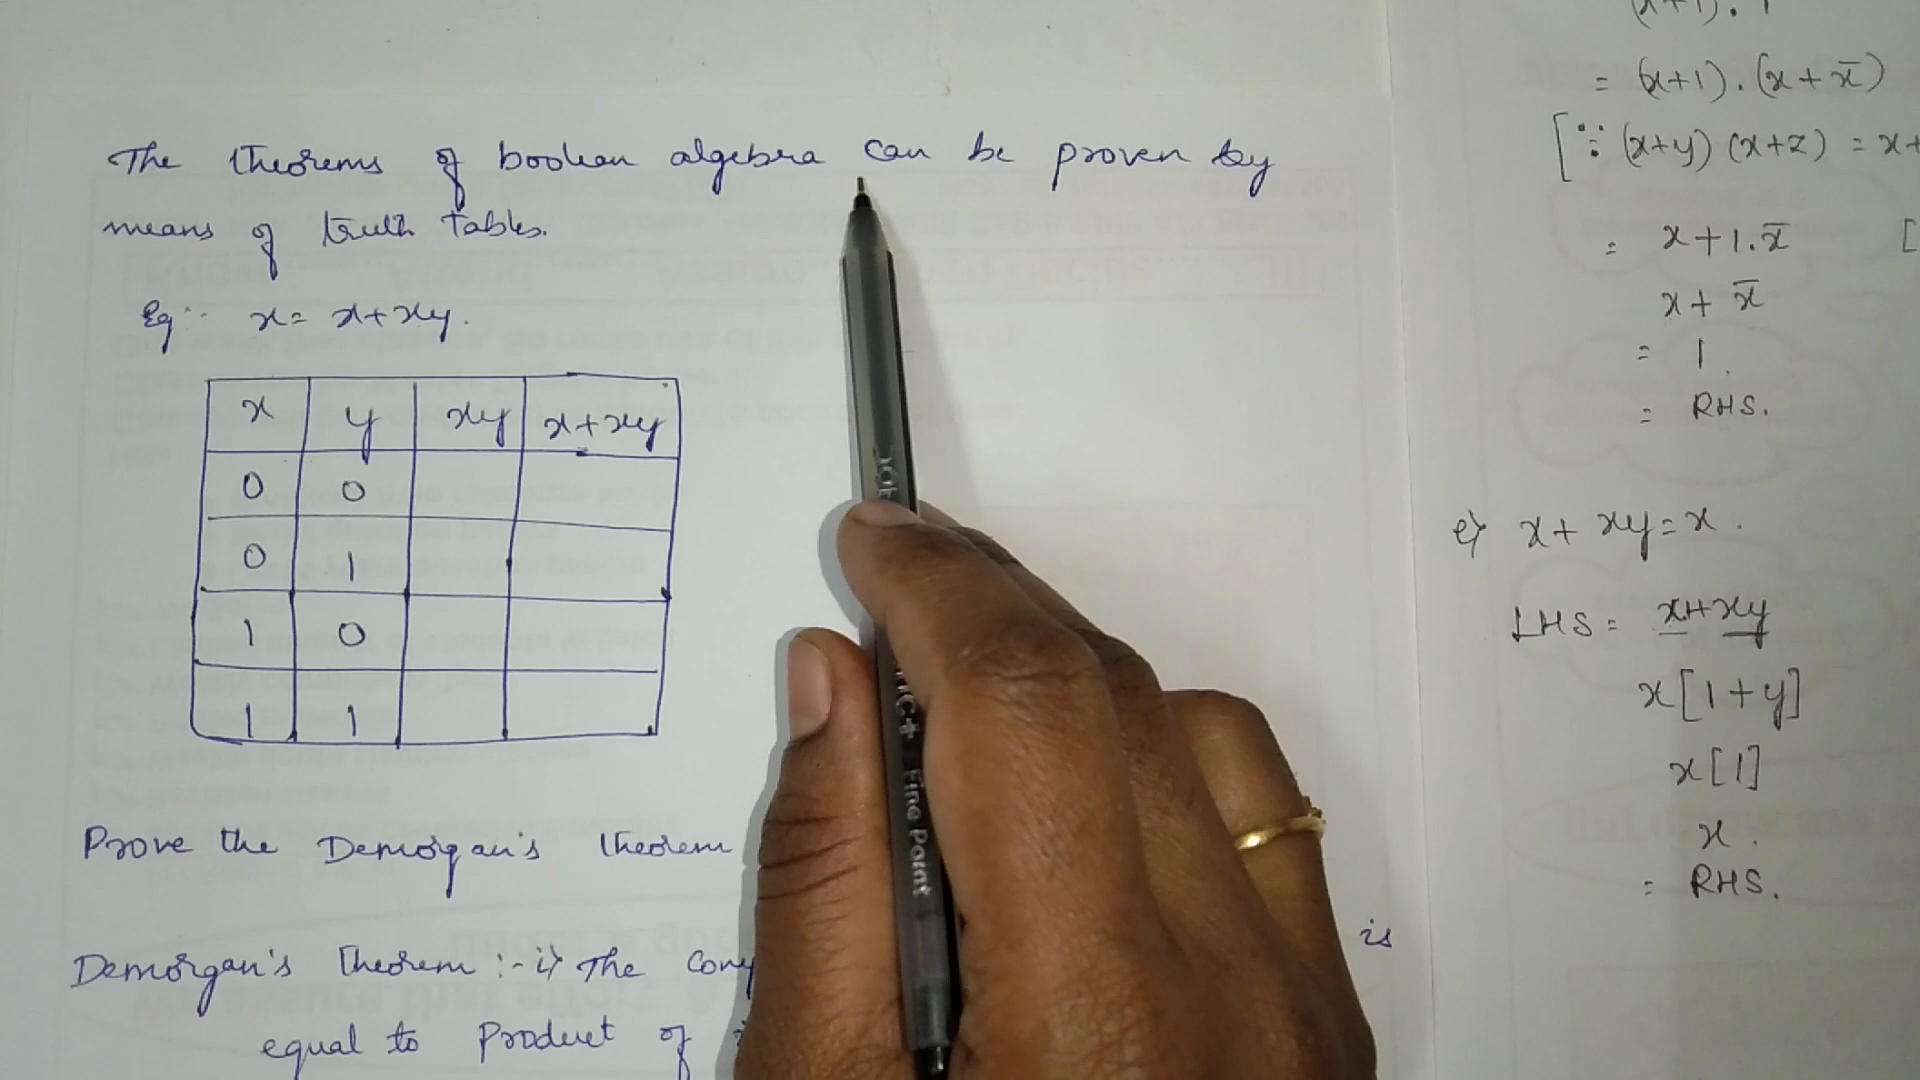 The theorems of boolean algebra can be proven by
means of truth tables.
Eg:- x = x+xy.
x y xy x+xy
0 0
0 1
1 0
1 1
Prove the Demorgan's theorem
Demorgan's Theorem :- i) The is
equal to Product of
= (x+1).(x+x̄)
[∵ (x+y) (x+z) = x+
= x+1.x̄ [
x+x̄
= 1.
= RHS.
e) x+xy=x.
LHS = x+xy
x[1+y]
x[1]
x.
= RHS.
Fine Point